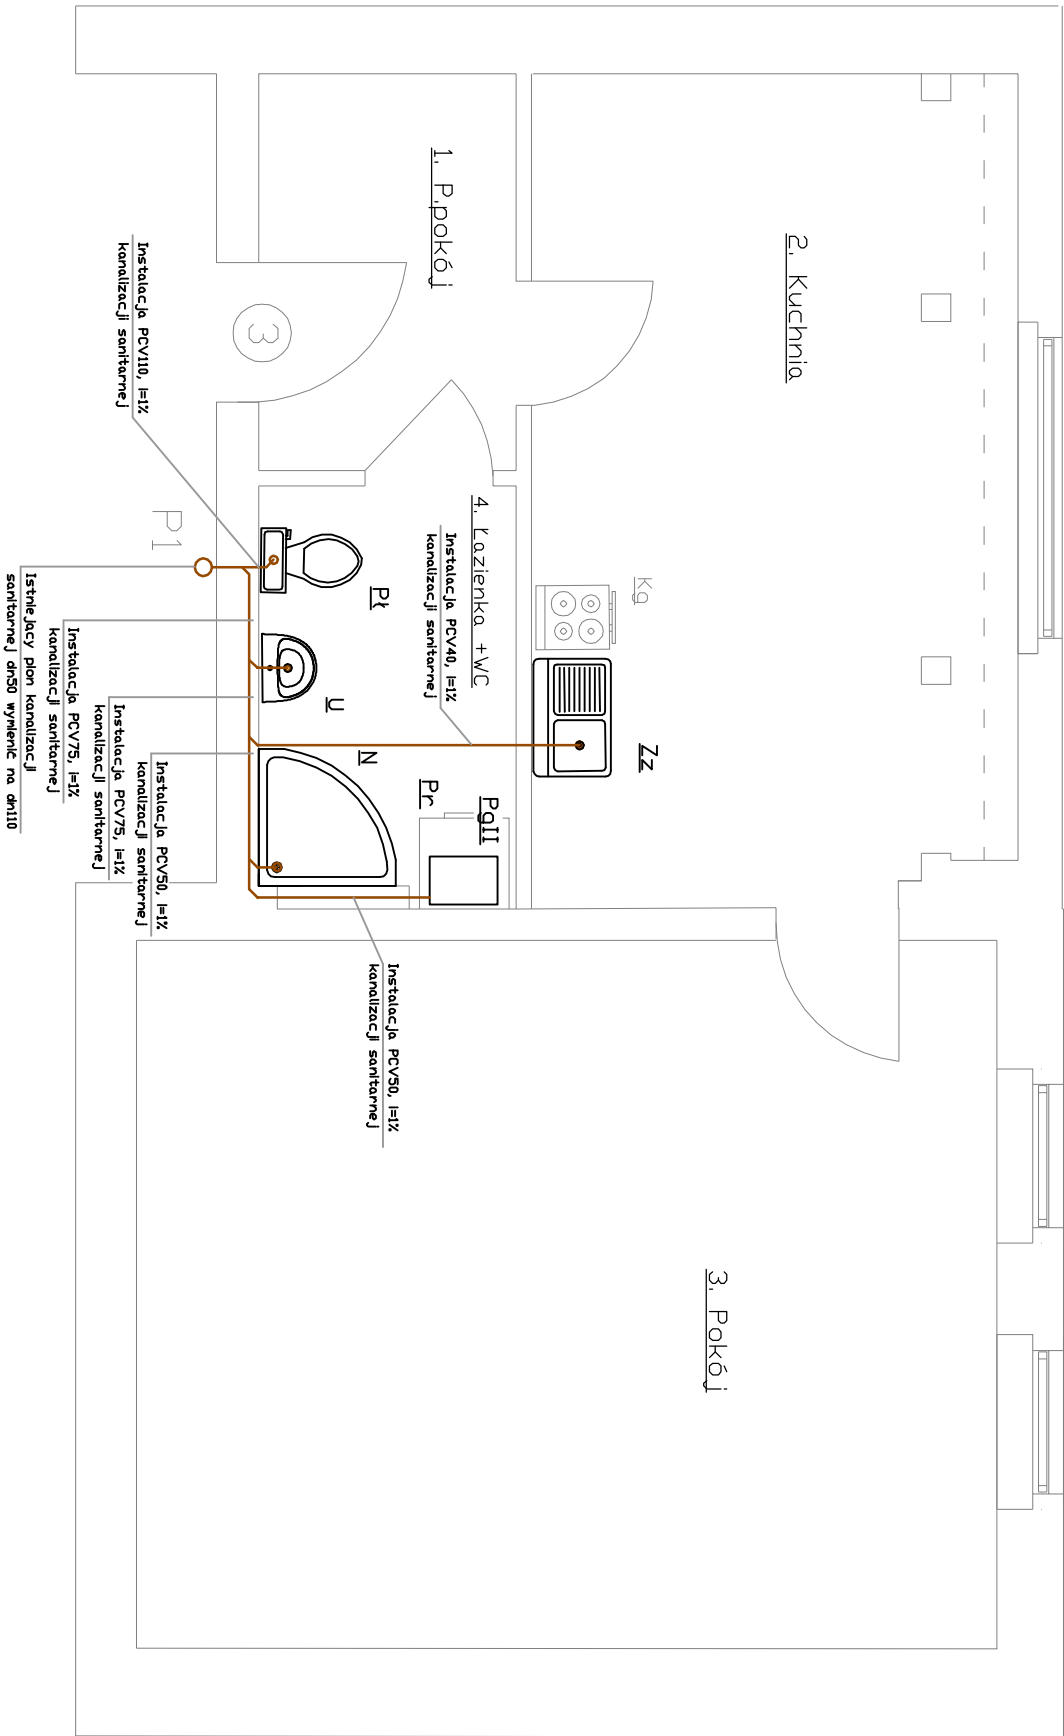 1. P.pokój
2. Kuchnia
3. Pokój
4. Łazienka +WC
3
Kg
Zz
Pł
U
N
Pr
PgII
P1
Instalacja PCV110, i=1%
kanalizacji sanitarnej
Instalacja PCV40, i=1%
kanalizacji sanitarnej
Instalacja PCV50, i=1%
kanalizacji sanitarnej
Instalacja PCV50, i=1%
kanalizacji sanitarnej
Instalacja PCV75, i=1%
kanalizacji sanitarnej
Instalacja PCV75, i=1%
kanalizacji sanitarnej
Istniejacy pion kanalizacji
sanitarnej dn50 wymienić na dn110